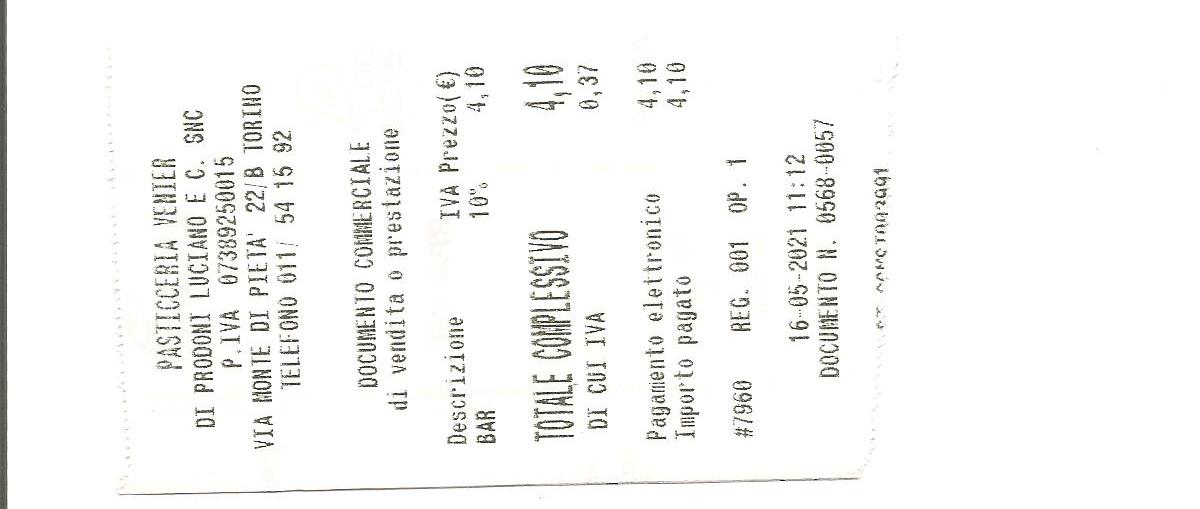 PASTICCERIA VENIER
DI PRODONI LUCIANO E C. SNC
P.IVA 07389250015
VIA MONTE DI PIETA' 22/B TORINO
TELEFONO 011/ 54 15 92
DOCUMENTO COMMERCIALE
di vendita o prestazione
Descrizione IVA Prezzo(€)
BAR 10% 4,10
TOTALE COMPLESSIVO 4,10
DI CUI IVA 0,37
Pagamento elettronico 4,10
Importo pagato 4,10
#7960 REG. 001 OP. 1
16-05-2021 11:12
DOCUMENTO N. 0568-0057